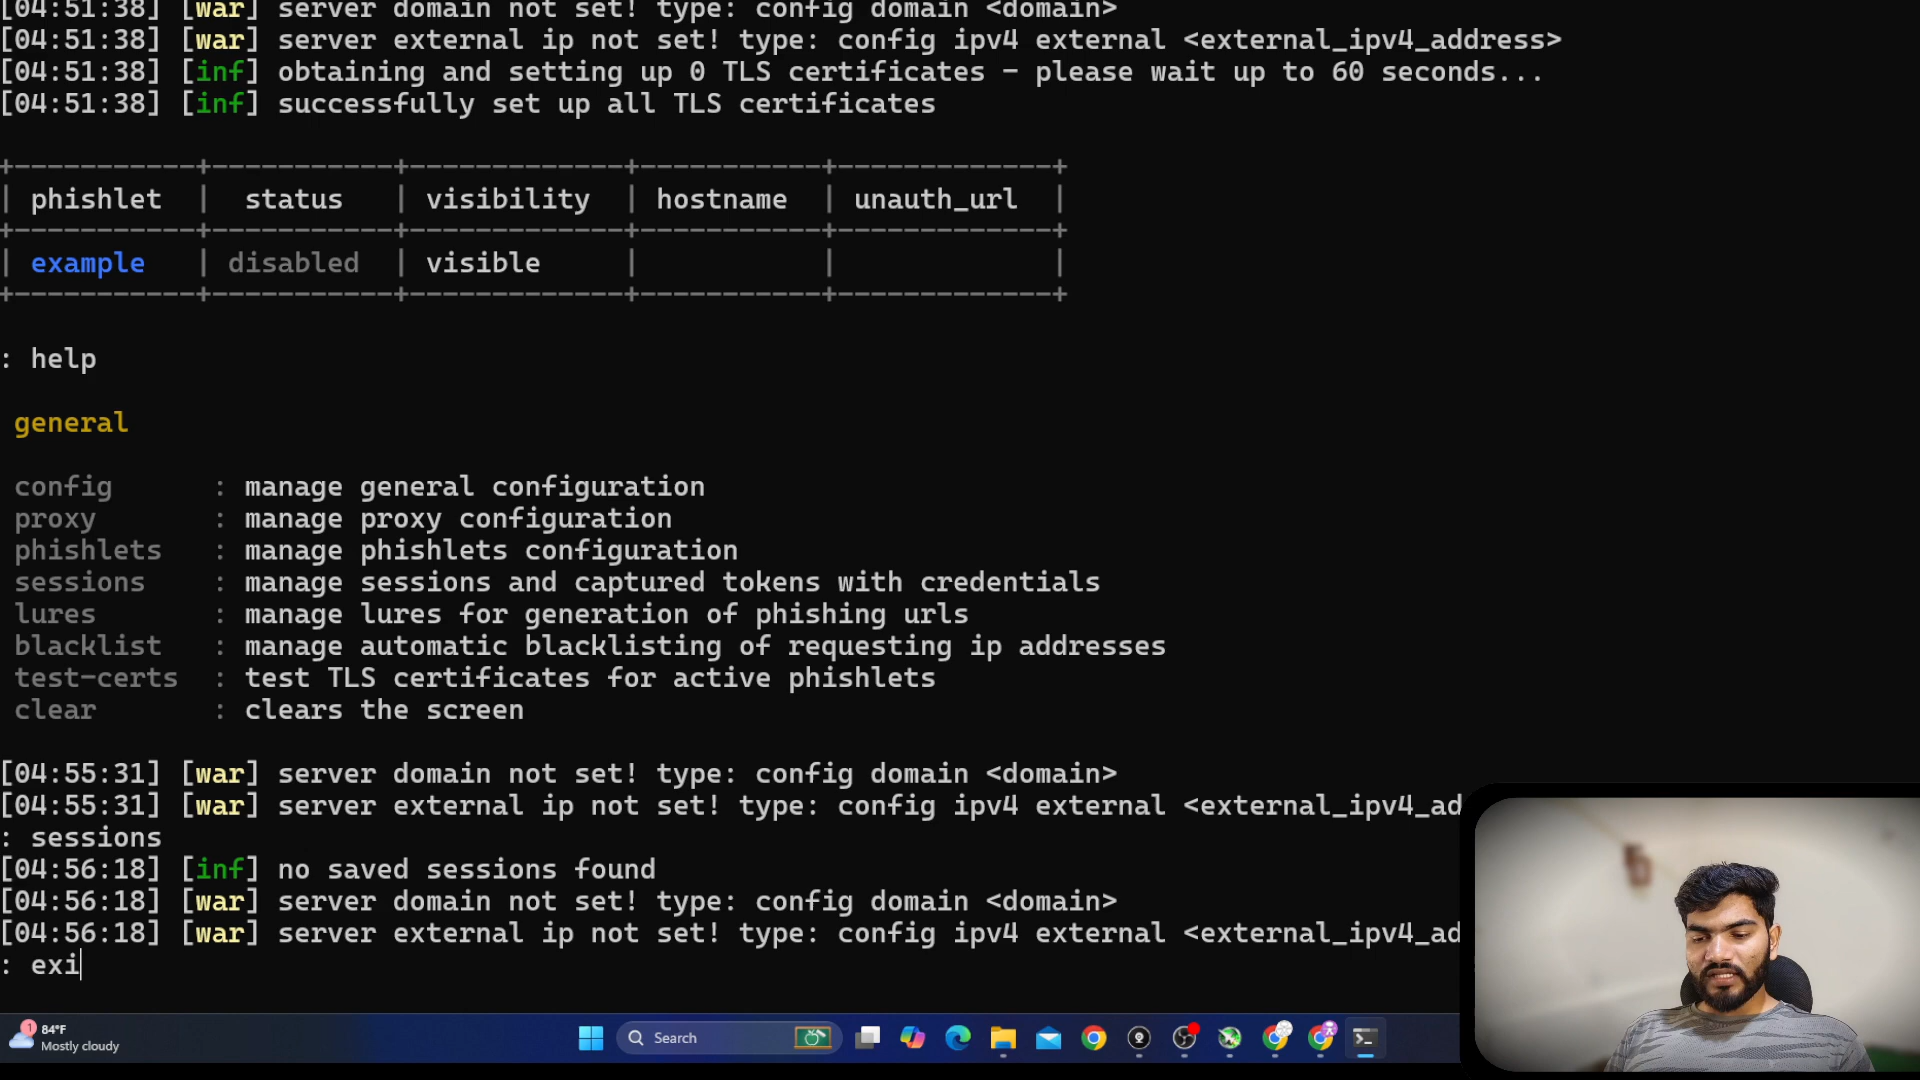 [04:51:38] [war] server domain not set! type: config domain <domain>
[04:51:38] [war] server external ip not set! type: config ipv4 external <external_ipv4_address>
[04:51:38] [inf] obtaining and setting up 0 TLS certificates - please wait up to 60 seconds...
[04:51:38] [inf] successfully set up all TLS certificates
+-----------+-----------+-------------+-----------+-------------+
| phishlet | status | visibility | hostname | unauth_url |
+-----------+-----------+-------------+-----------+-------------+
| example | disabled | visible | | |
+-----------+-----------+-------------+-----------+-------------+
: help
general
config : manage general configuration
proxy : manage proxy configuration
phishlets : manage phishlets configuration
sessions : manage sessions and captured tokens with credentials
lures : manage lures for generation of phishing urls
blacklist : manage automatic blacklisting of requesting ip addresses
test-certs : test TLS certificates for active phishlets
clear : clears the screen
[04:55:31] [war] server domain not set! type: config domain <domain>
[04:55:31] [war] server external ip not set! type: config ipv4 external <external_ipv4_ad
: sessions
[04:56:18] [inf] no saved sessions found
[04:56:18] [war] server domain not set! type: config domain <domain>
[04:56:18] [war] server external ip not set! type: config ipv4 external <external_ipv4_ad
: exi
1
84°F
Mostly cloudy
Search